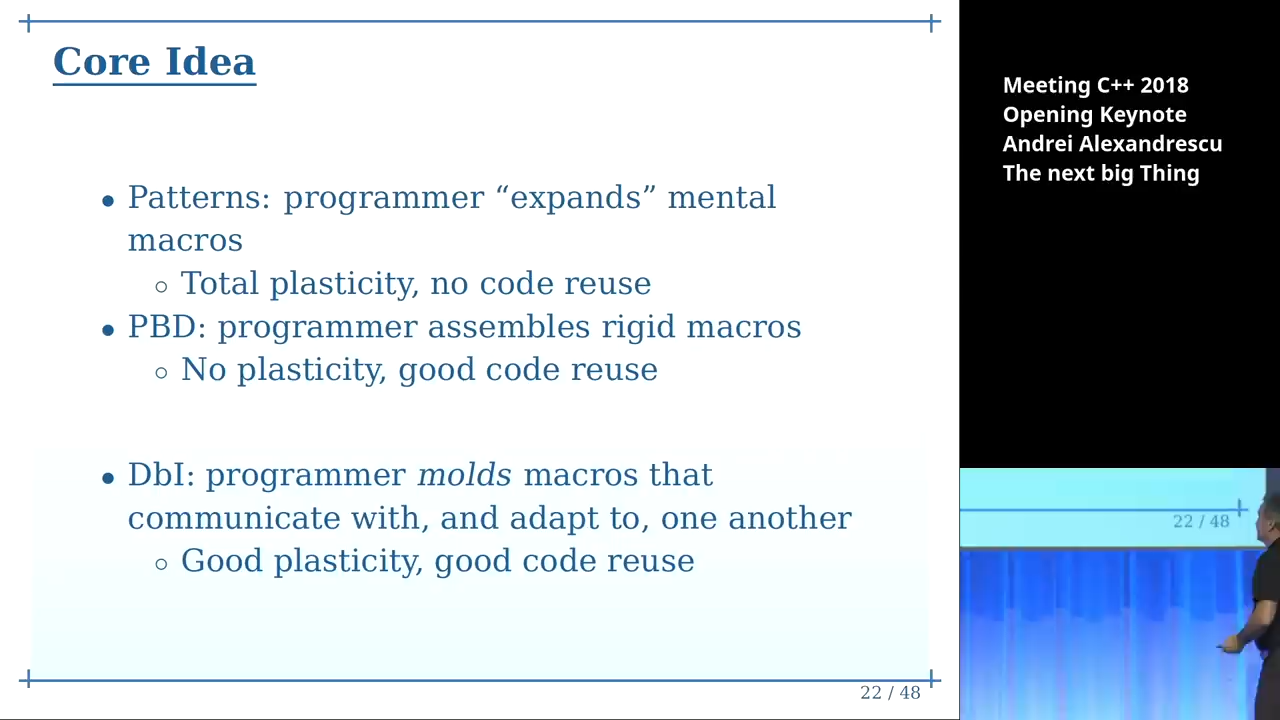 Core Idea
• Patterns: programmer “expands” mental
macros
○ Total plasticity, no code reuse
• PBD: programmer assembles rigid macros
○ No plasticity, good code reuse
• DbI: programmer molds macros that
communicate with, and adapt to, one another
○ Good plasticity, good code reuse
22 / 48
Meeting C++ 2018
Opening Keynote
Andrei Alexandrescu
The next big Thing
22 / 48